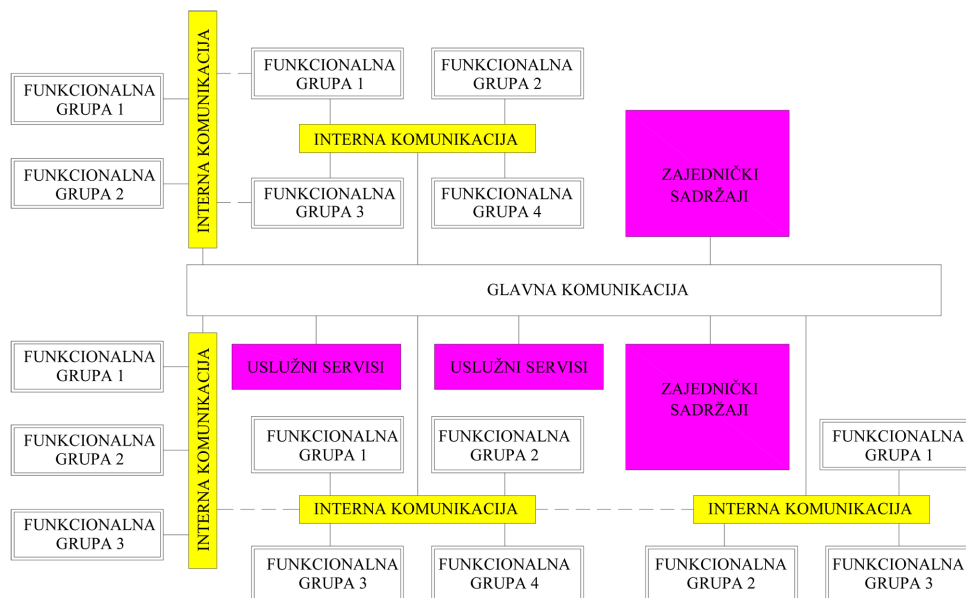 INTERNA KOMUNIKACIJA
FUNKCIONALNA
GRUPA 1
FUNKCIONALNA
GRUPA 2
FUNKCIONALNA
GRUPA 1
FUNKCIONALNA
GRUPA 2
INTERNA KOMUNIKACIJA
FUNKCIONALNA
GRUPA 3
FUNKCIONALNA
GRUPA 4
ZAJEDNIČKI
SADRŽAJI
GLAVNA KOMUNIKACIJA
INTERNA KOMUNIKACIJA
FUNKCIONALNA
GRUPA 1
FUNKCIONALNA
GRUPA 2
FUNKCIONALNA
GRUPA 3
USLUŽNI SERVISI
USLUŽNI SERVISI
ZAJEDNIČKI
SADRŽAJI
FUNKCIONALNA
GRUPA 1
FUNKCIONALNA
GRUPA 2
INTERNA KOMUNIKACIJA
FUNKCIONALNA
GRUPA 3
FUNKCIONALNA
GRUPA 4
FUNKCIONALNA
GRUPA 1
INTERNA KOMUNIKACIJA
FUNKCIONALNA
GRUPA 2
FUNKCIONALNA
GRUPA 3